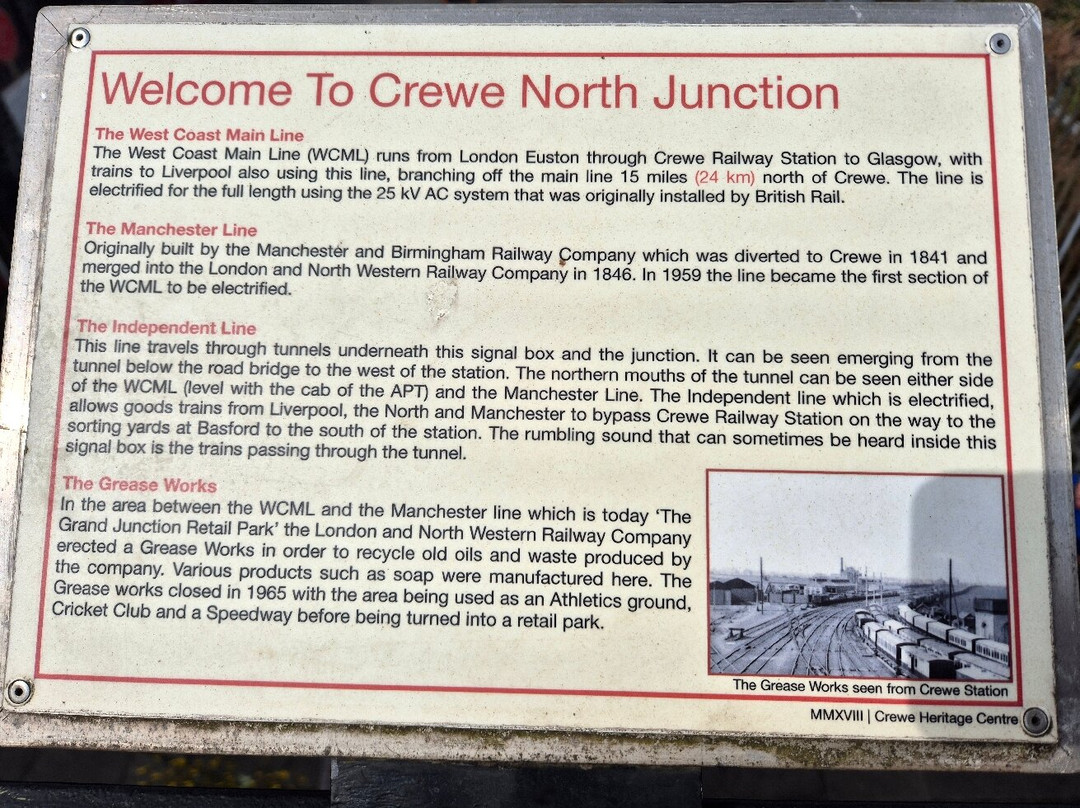 Welcome To Crewe North Junction
The West Coast Main Line
The West Coast Main Line (WCML) runs from London Euston through Crewe Railway Station to Glasgow, with
trains to Liverpool also using this line, branching off the main line 15 miles (24 km) north of Crewe. The line is
electrified for the full length using the 25 kV AC system that was originally installed by British Rail.
The Manchester Line
Originally built by the Manchester and Birmingham Railway Company which was diverted to Crewe in 1841 and
merged into the London and North Western Railway Company in 1846. In 1959 the line became the first section of
the WCML to be electrified.
The Independent Line
This line travels through tunnels underneath this signal box and the junction. It can be seen emerging from the
tunnel below the road bridge to the west of the station. The northern mouths of the tunnel can be seen either side
of the WCML (level with the cab of the APT) and the Manchester Line. The Independent line which is electrified,
allows goods trains from Liverpool, the North and Manchester to bypass Crewe Railway Station on the way to the
sorting yards at Basford to the south of the station. The rumbling sound that can sometimes be heard inside this
signal box is the trains passing through the tunnel.
The Grease Works
In the area between the WCML and the Manchester line which is today ‘The
Grand Junction Retail Park’ the London and North Western Railway Company
erected a Grease Works in order to recycle old oils and waste produced by
the company. Various products such as soap were manufactured here. The
Grease works closed in 1965 with the area being used as an Athletics ground,
Cricket Club and a Speedway before being turned into a retail park.
The Grease Works seen from Crewe Station
MMXVIII | Crewe Heritage Centre